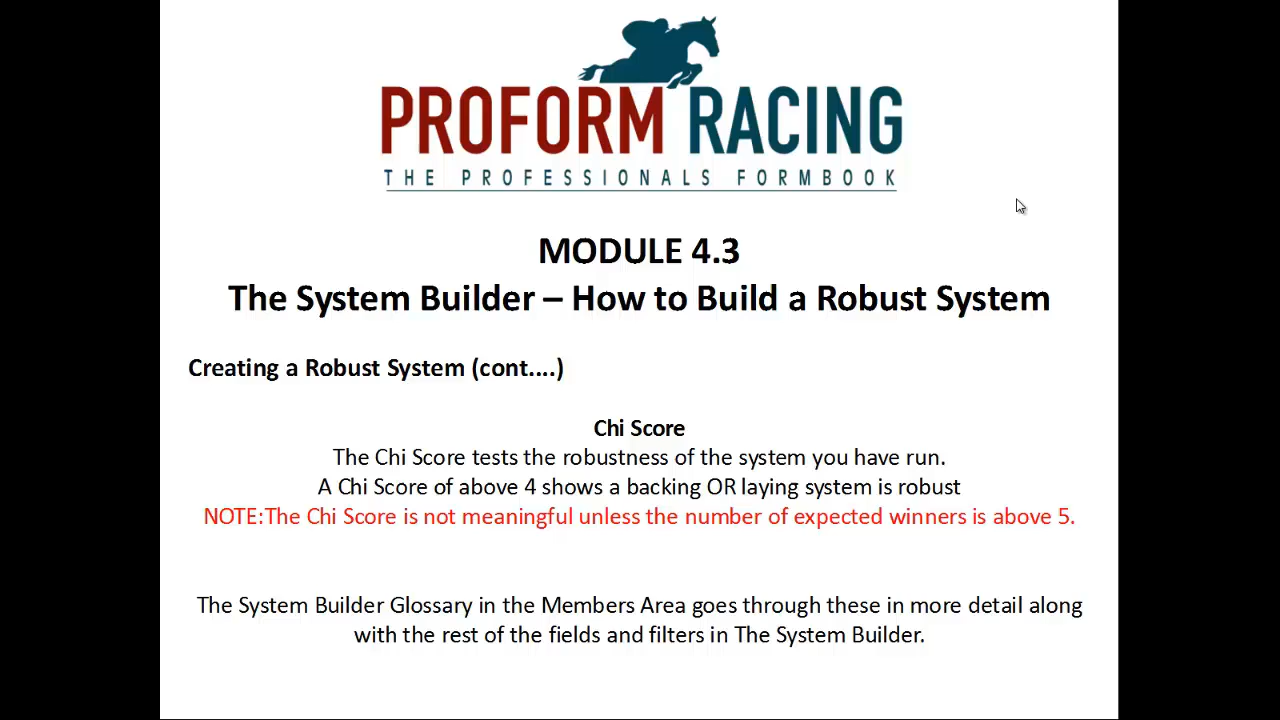 PROFORM RACING
THE PROFESSIONALS FORMBOOK
MODULE 4.3
The System Builder – How to Build a Robust System
Creating a Robust System (cont....)
Chi Score
The Chi Score tests the robustness of the system you have run.
A Chi Score of above 4 shows a backing OR laying system is robust
NOTE:The Chi Score is not meaningful unless the number of expected winners is above 5.
The System Builder Glossary in the Members Area goes through these in more detail along
with the rest of the fields and filters in The System Builder.